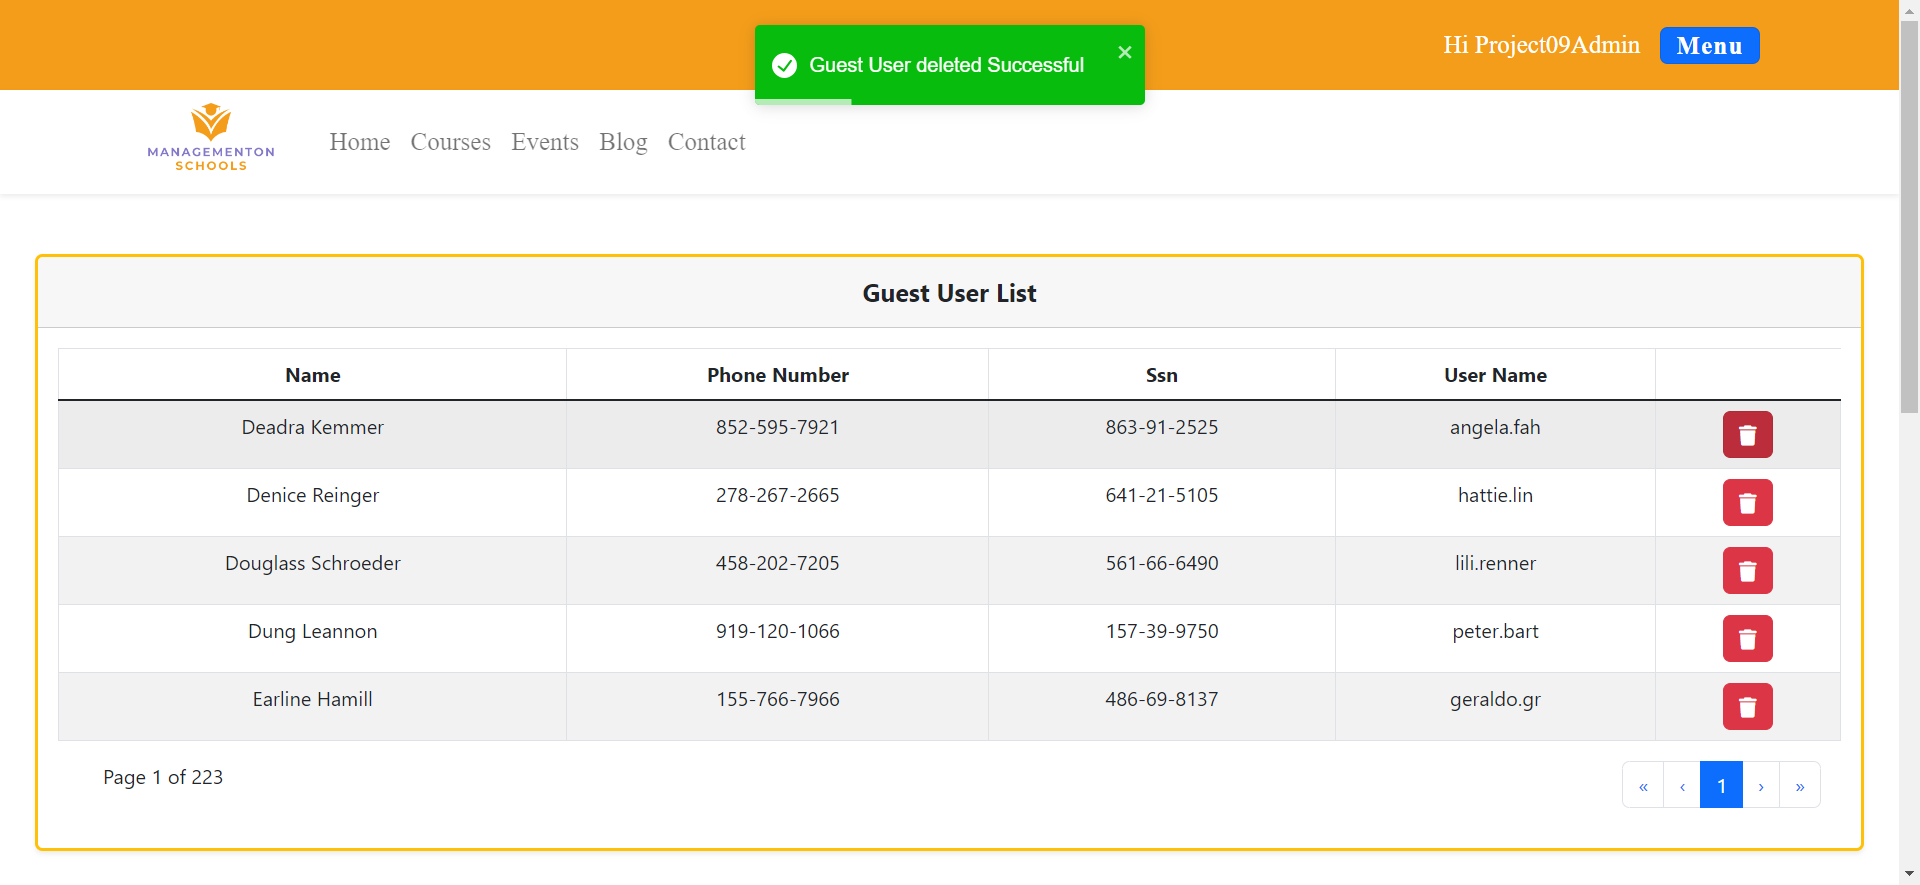 Guest User deleted Successful
Hi Project09Admin Menu
MANAGEMENTON
SCHOOLS
Home Courses Events Blog Contact
Guest User List
Name Phone Number Ssn User Name
Deadra Kemmer 852-595-7921 863-91-2525 angela.fah
Denice Reinger 278-267-2665 641-21-5105 hattie.lin
Douglass Schroeder 458-202-7205 561-66-6490 lili.renner
Dung Leannon 919-120-1066 157-39-9750 peter.bart
Earline Hamill 155-766-7966 486-69-8137 geraldo.gr
Page 1 of 223 « ‹ 1 › »